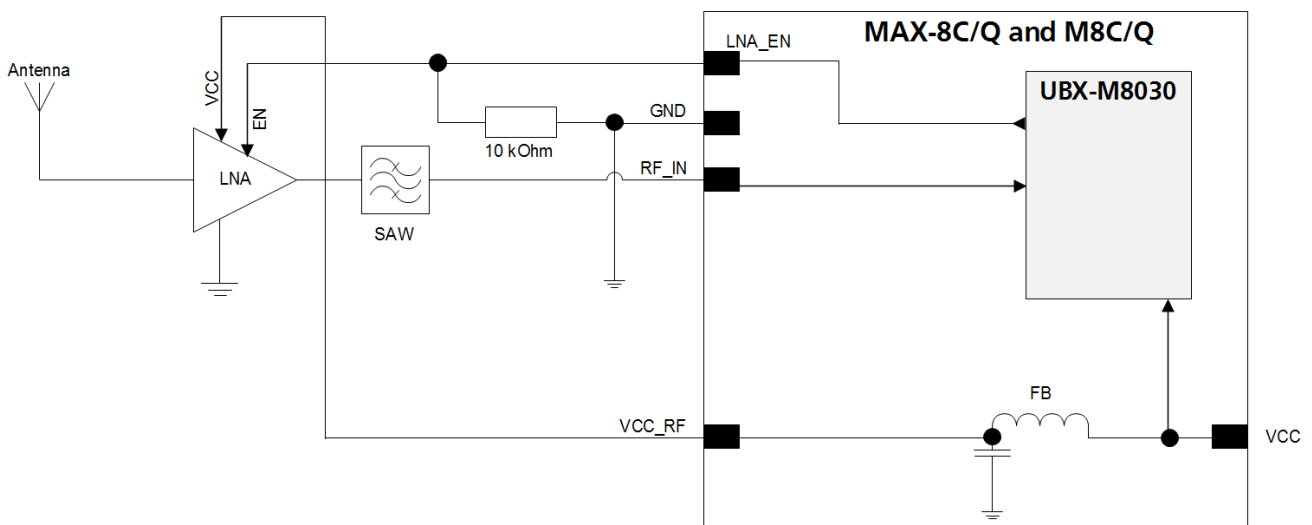 MAX-8C/Q and M8C/Q
LNA_EN
Antenna
VCC
EN
UBX-M8030
GND
10 kOhm
LNA
RF_IN
SAW
FB
VCC_RF
VCC